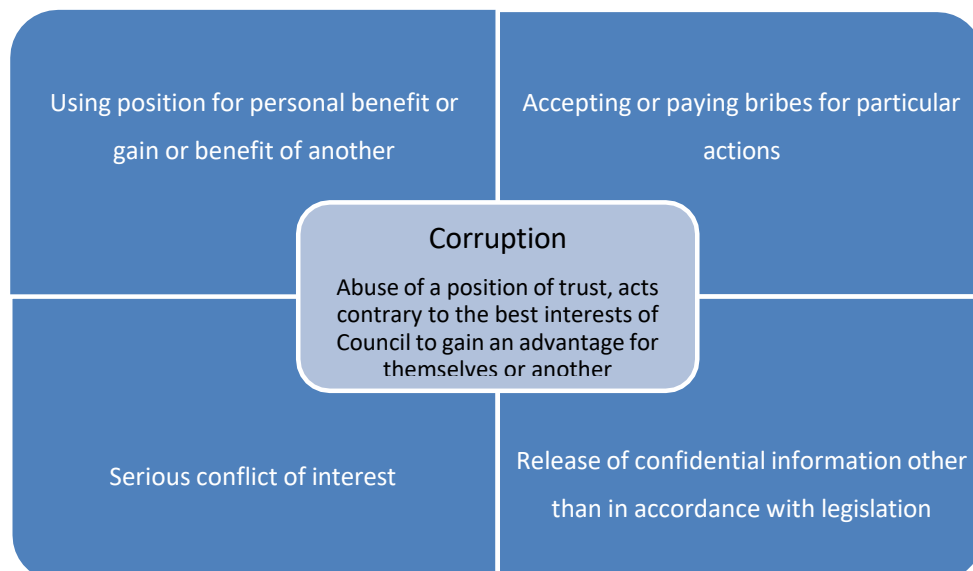 Using position for personal benefit or
gain or benefit of another
Accepting or paying bribes for particular
actions
Corruption
Abuse of a position of trust, acts
contrary to the best interests of
Council to gain an advantage for
themselves or another
Serious conflict of interest
Release of confidential information other
than in accordance with legislation